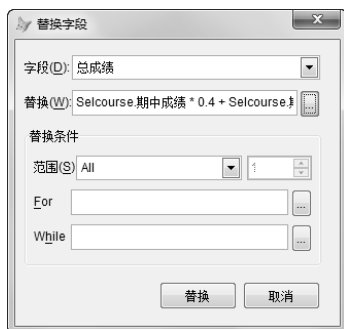 替换字段
字段(D): 总成绩
替换(W): Selcourse.期中成绩 * 0.4 + Selcourse.
替换条件
范围(S) All 1
For
While
替换 取消